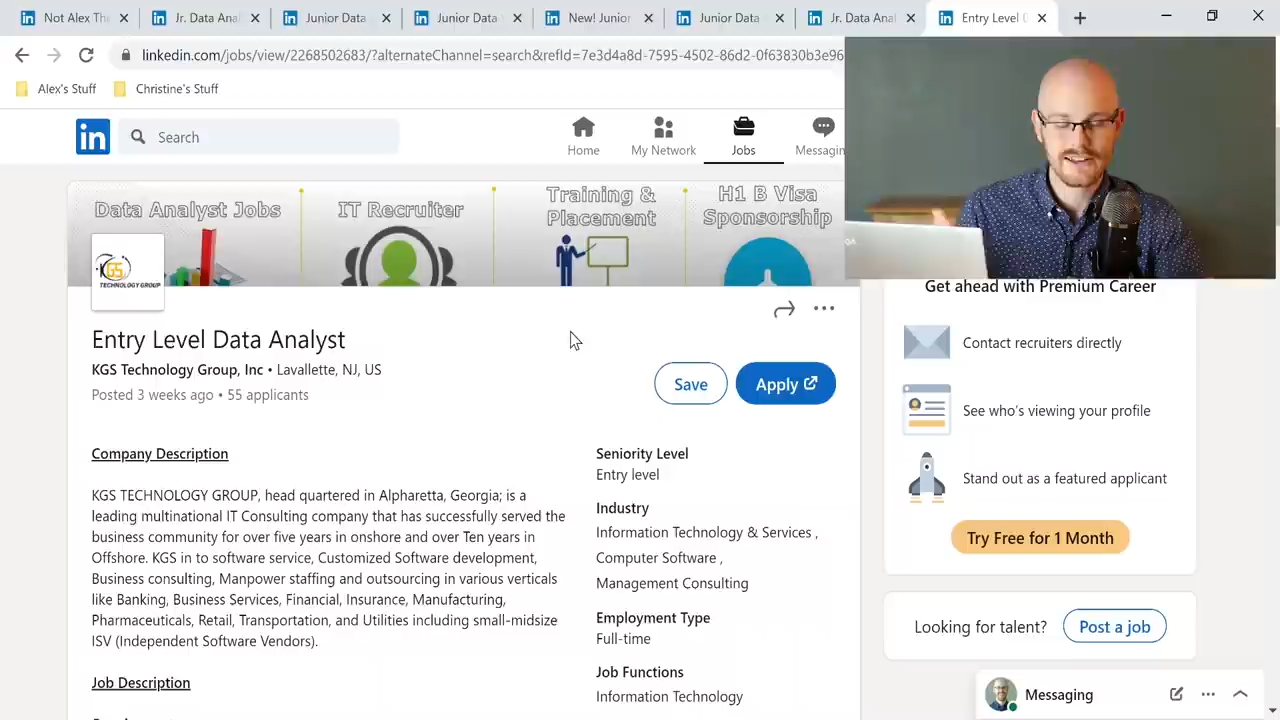 Not Alex The
Jr. Data Anal
Junior Data
Junior Data
New! Junior
Junior Data
Jr. Data Anal
Entry Level D
linkedin.com/jobs/view/2268502683/?alternateChannel=search&refId=7e3d4a8d-7595-4502-86d2-0f63830b3e96
Alex's Stuff
Christine's Stuff
in
Search
Home
My Network
Jobs
Messagin
Data Analyst Jobs
IT Recruiter
Training &
Placement
H1 B Visa
Sponsorship
KGS
TECHNOLOGY GROUP
Entry Level Data Analyst
KGS Technology Group, Inc • Lavallette, NJ, US
Posted 3 weeks ago • 55 applicants
Save
Apply
Company Description
KGS TECHNOLOGY GROUP, head quartered in Alpharetta, Georgia; is a
leading multinational IT Consulting company that has successfully served the
business community for over five years in onshore and over Ten years in
Offshore. KGS in to software service, Customized Software development,
Business consulting, Manpower staffing and outsourcing in various verticals
like Banking, Business Services, Financial, Insurance, Manufacturing,
Pharmaceuticals, Retail, Transportation, and Utilities including small-midsize
ISV (Independent Software Vendors).
Job Description
Seniority Level
Entry level
Industry
Information Technology & Services ,
Computer Software ,
Management Consulting
Employment Type
Full-time
Job Functions
Information Technology
Get ahead with Premium Career
Contact recruiters directly
See who's viewing your profile
Stand out as a featured applicant
Try Free for 1 Month
Looking for talent?
Post a job
Messaging